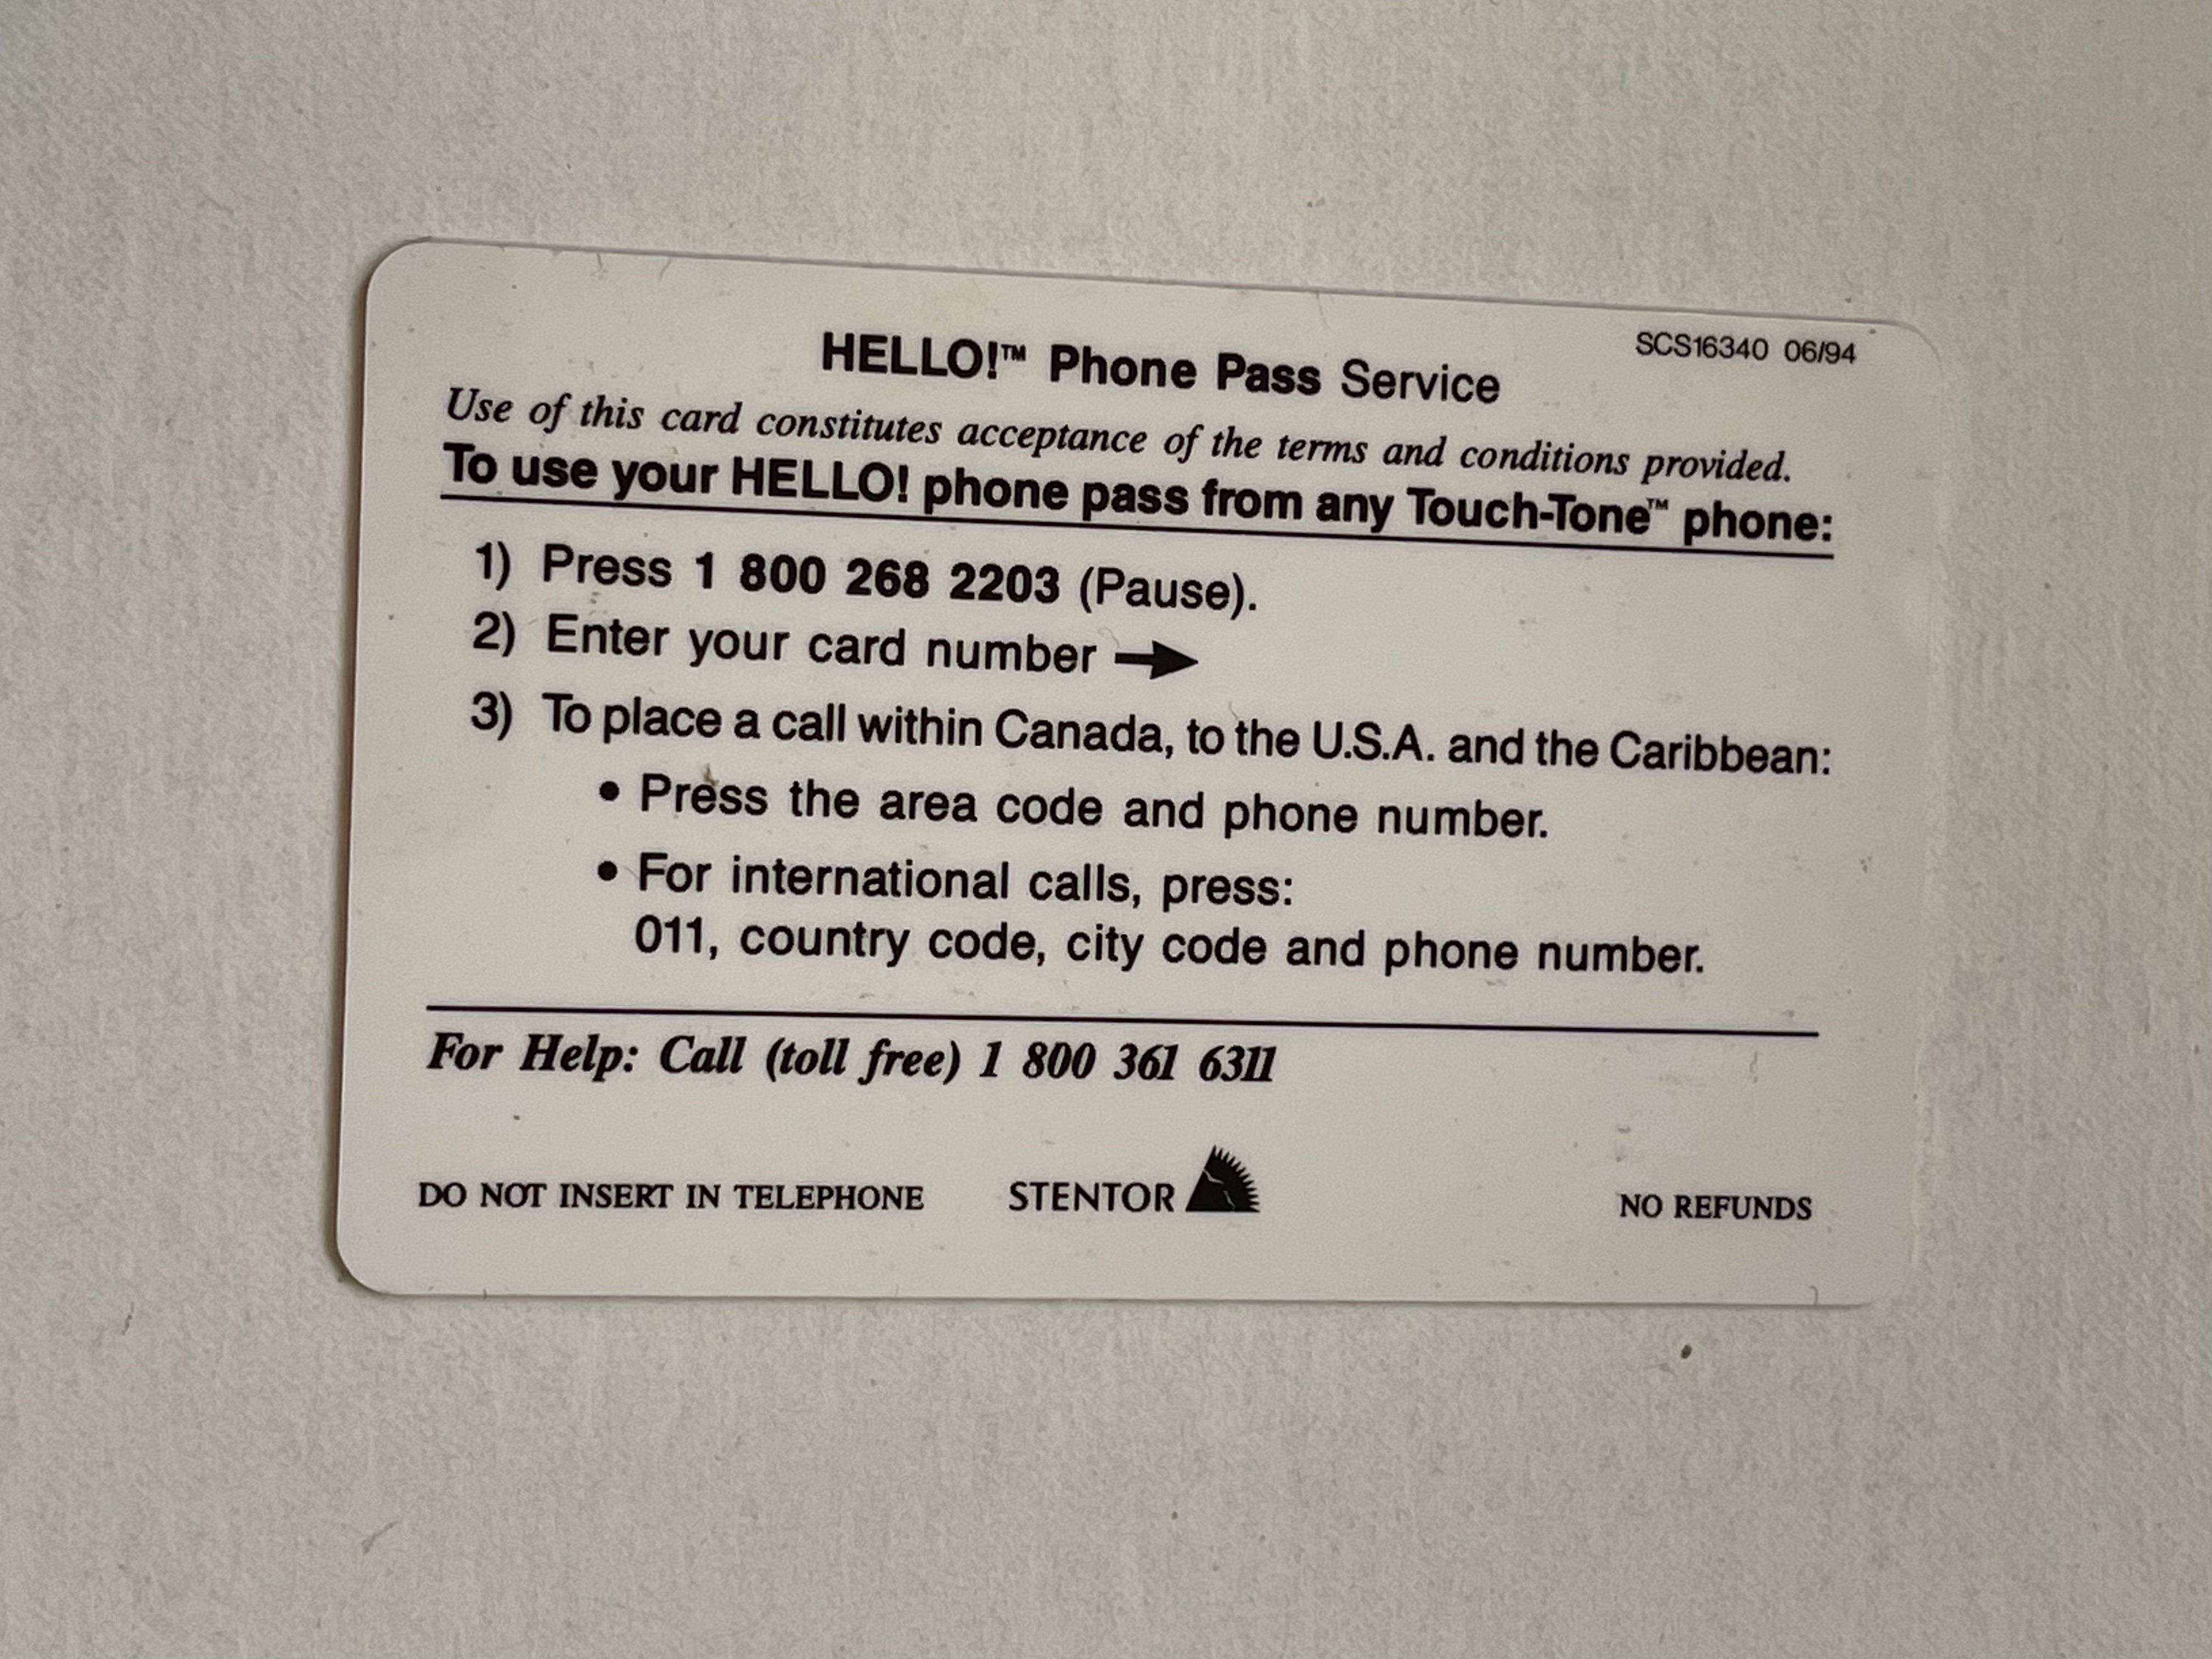 SCS16340 06/94
HELLO!™ Phone Pass Service
Use of this card constitutes acceptance of the terms and conditions provided.
To use your HELLO! phone pass from any Touch-Tone™ phone:
1) Press 1 800 268 2203 (Pause).
2) Enter your card number →
3) To place a call within Canada, to the U.S.A. and the Caribbean:
• Press the area code and phone number.
• For international calls, press:
011, country code, city code and phone number.
For Help: Call (toll free) 1 800 361 6311
DO NOT INSERT IN TELEPHONE STENTOR NO REFUNDS